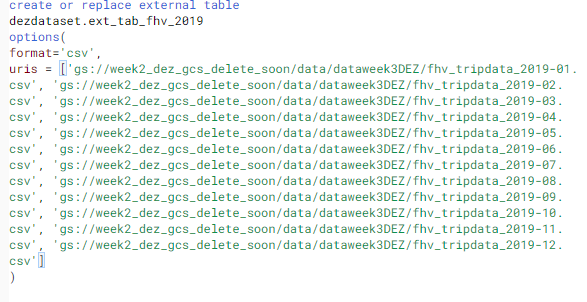 create or replace external table
dezdataset.ext_tab_fhv_2019
options(
format='csv',
uris = ['gs://week2_dez_gcs_delete_soon/data/dataweek3DEZ/fhv_tripdata_2019-01.
csv', 'gs://week2_dez_gcs_delete_soon/data/dataweek3DEZ/fhv_tripdata_2019-02.
csv', 'gs://week2_dez_gcs_delete_soon/data/dataweek3DEZ/fhv_tripdata_2019-03.
csv', 'gs://week2_dez_gcs_delete_soon/data/dataweek3DEZ/fhv_tripdata_2019-04.
csv', 'gs://week2_dez_gcs_delete_soon/data/dataweek3DEZ/fhv_tripdata_2019-05.
csv', 'gs://week2_dez_gcs_delete_soon/data/dataweek3DEZ/fhv_tripdata_2019-06.
csv', 'gs://week2_dez_gcs_delete_soon/data/dataweek3DEZ/fhv_tripdata_2019-07.
csv', 'gs://week2_dez_gcs_delete_soon/data/dataweek3DEZ/fhv_tripdata_2019-08.
csv', 'gs://week2_dez_gcs_delete_soon/data/dataweek3DEZ/fhv_tripdata_2019-09.
csv', 'gs://week2_dez_gcs_delete_soon/data/dataweek3DEZ/fhv_tripdata_2019-10.
csv', 'gs://week2_dez_gcs_delete_soon/data/dataweek3DEZ/fhv_tripdata_2019-11.
csv', 'gs://week2_dez_gcs_delete_soon/data/dataweek3DEZ/fhv_tripdata_2019-12.
csv']
)